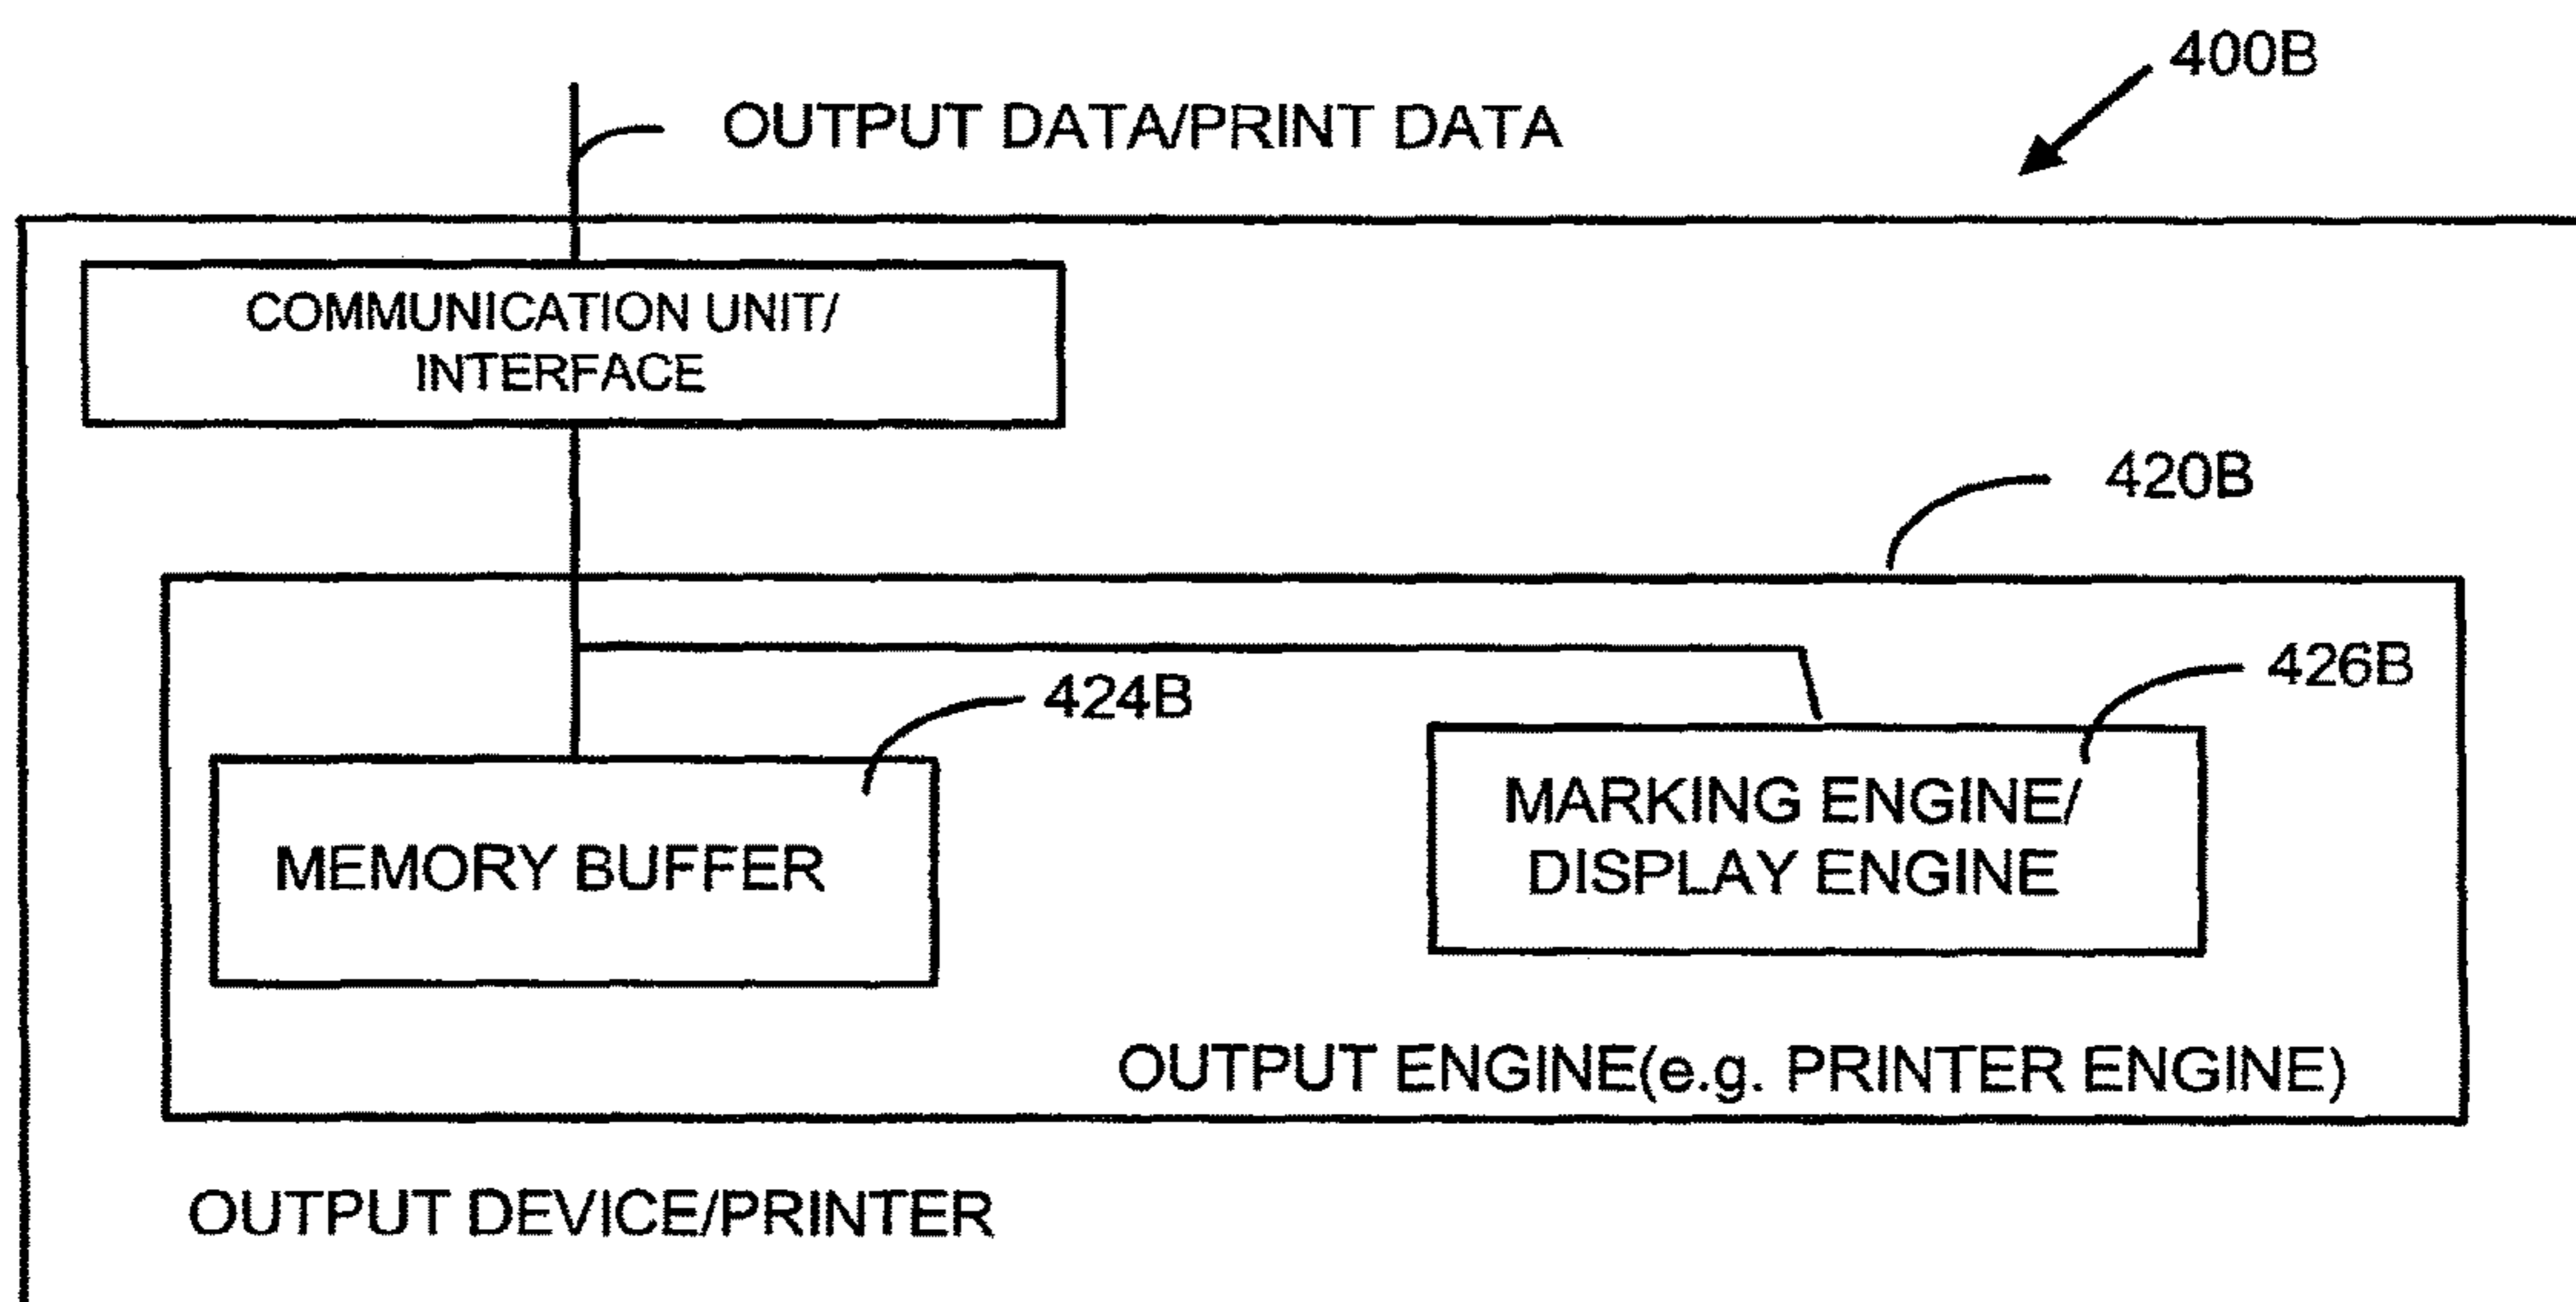 400B
OUTPUT DATA/PRINT DATA
COMMUNICATION UNIT/
INTERFACE
420B
424B
426B
MEMORY BUFFER
MARKING ENGINE/
DISPLAY ENGINE
OUTPUT ENGINE(e.g. PRINTER ENGINE)
OUTPUT DEVICE/PRINTER